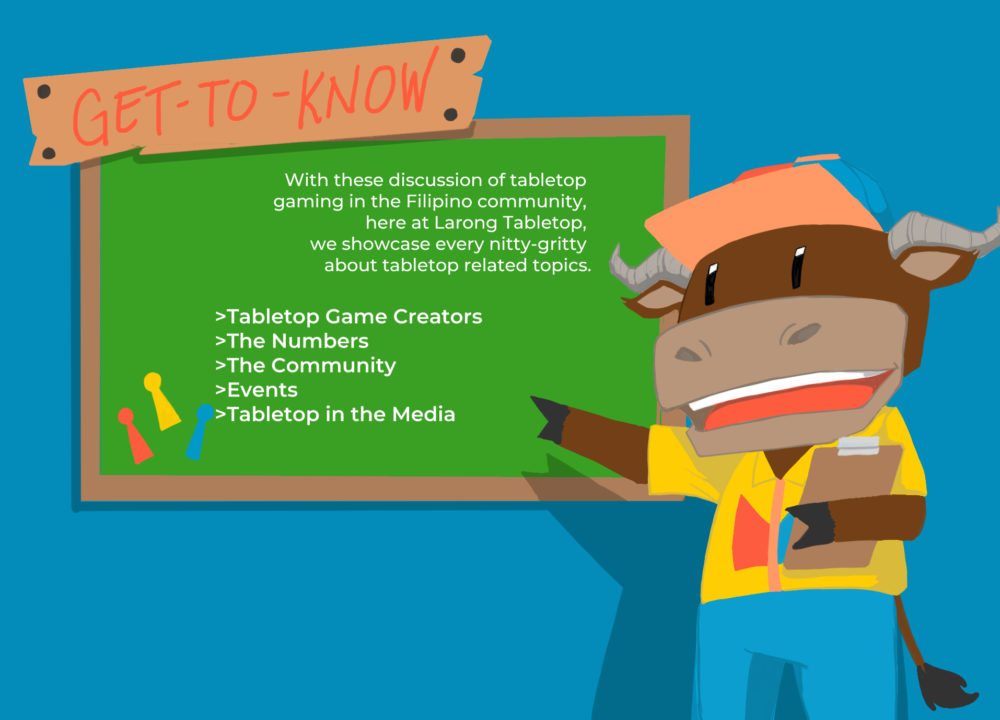 GET-TO-KNOW
With these discussion of tabletop
gaming in the Filipino community,
here at Larong Tabletop,
we showcase every nitty-gritty
about tabletop related topics.
>Tabletop Game Creators
>The Numbers
>The Community
>Events
>Tabletop in the Media